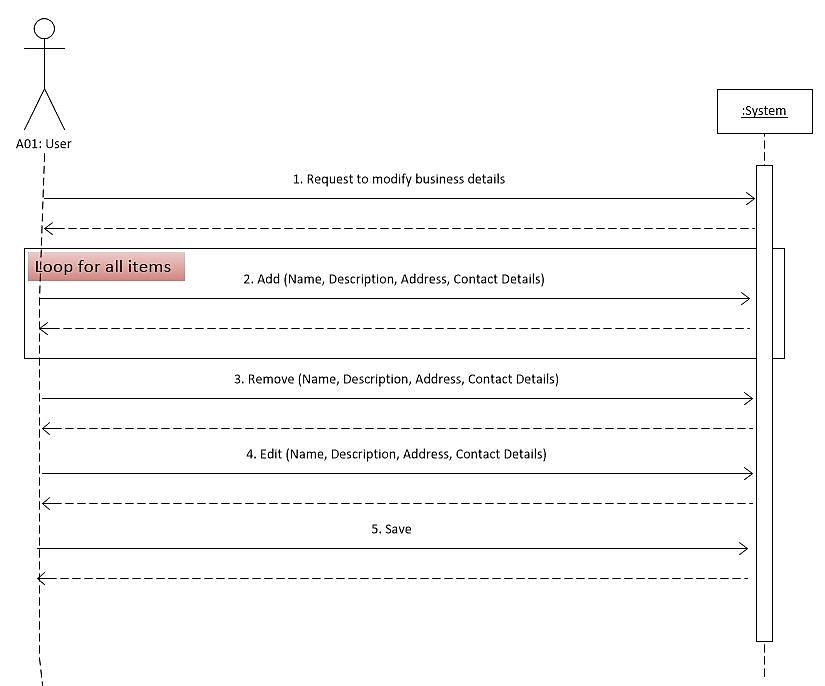 :System
A01: User
1. Request to modify business details
Loop for all items
2. Add (Name, Description, Address, Contact Details)
3. Remove (Name, Description, Address, Contact Details)
4. Edit (Name, Description, Address, Contact Details)
5. Save